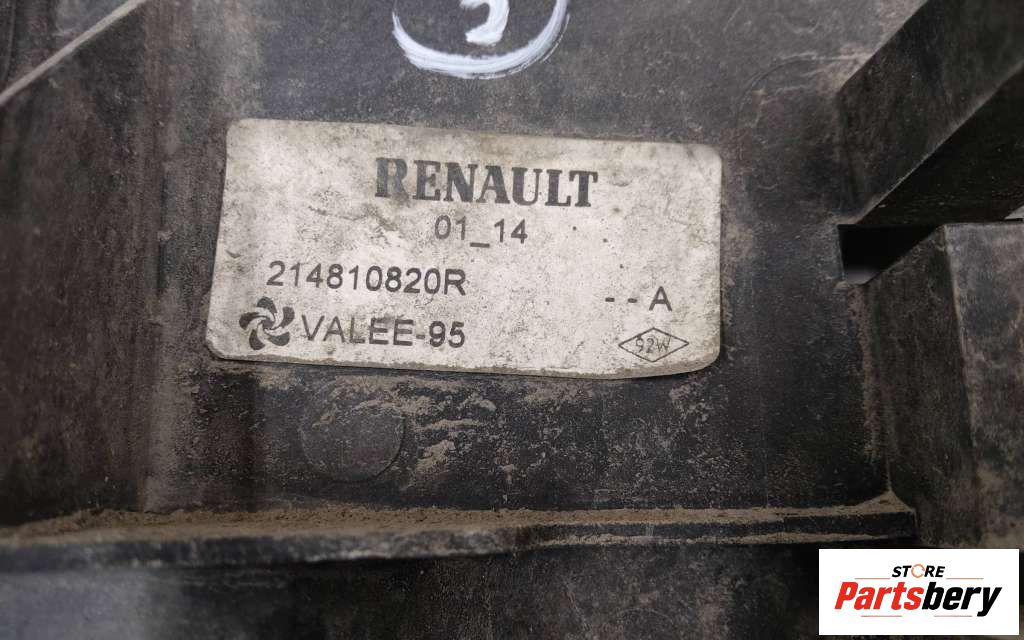 RENAULT
01_14
214810820R
-- A
VALEE-95
92W
STORE
Partsbery